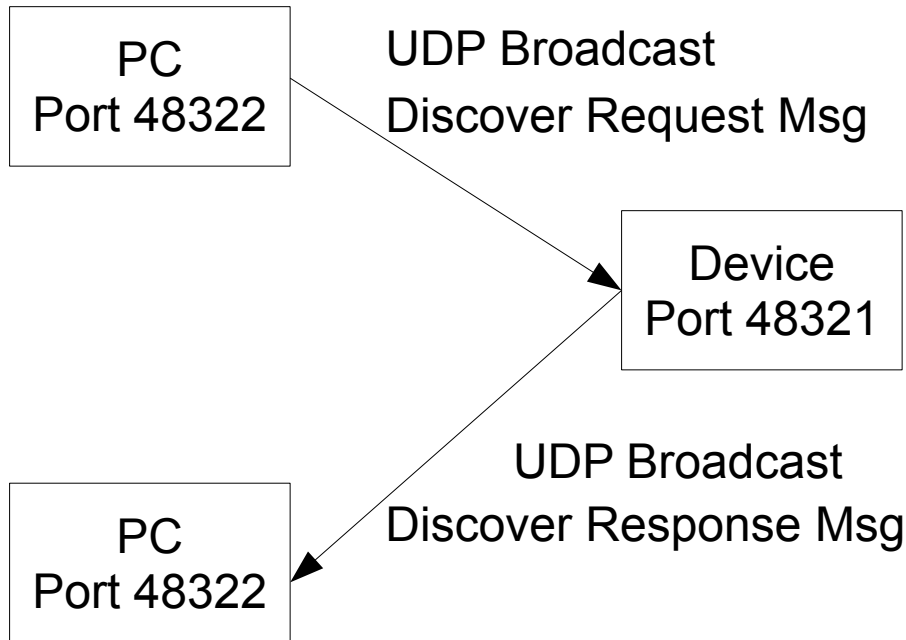 PC
Port 48322
UDP Broadcast
Discover Request Msg
Device
Port 48321
UDP Broadcast
Discover Response Msg
PC
Port 48322